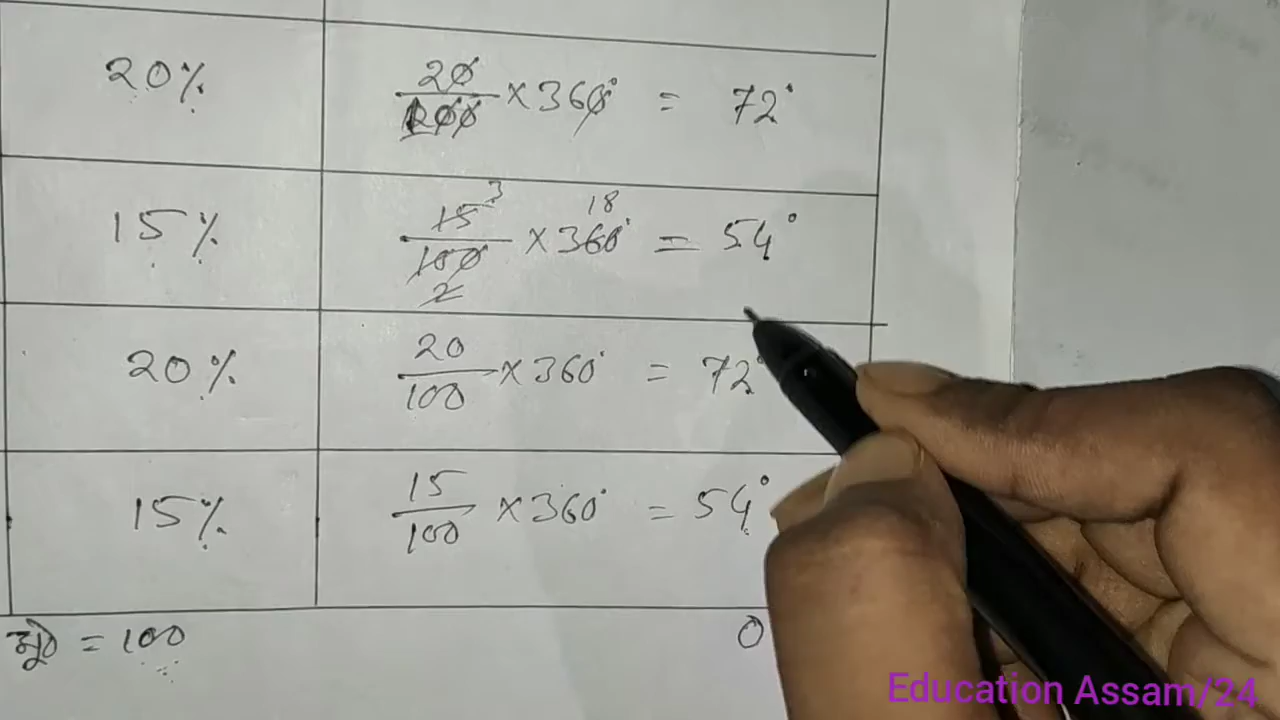 20% 20/100 × 360° = 72°
15% 15/100 × 360° = 54°
3
18
2
20% 20/100 × 360° = 72°
15% 15/100 × 360° = 54°
= 100 0
Education Assam/24